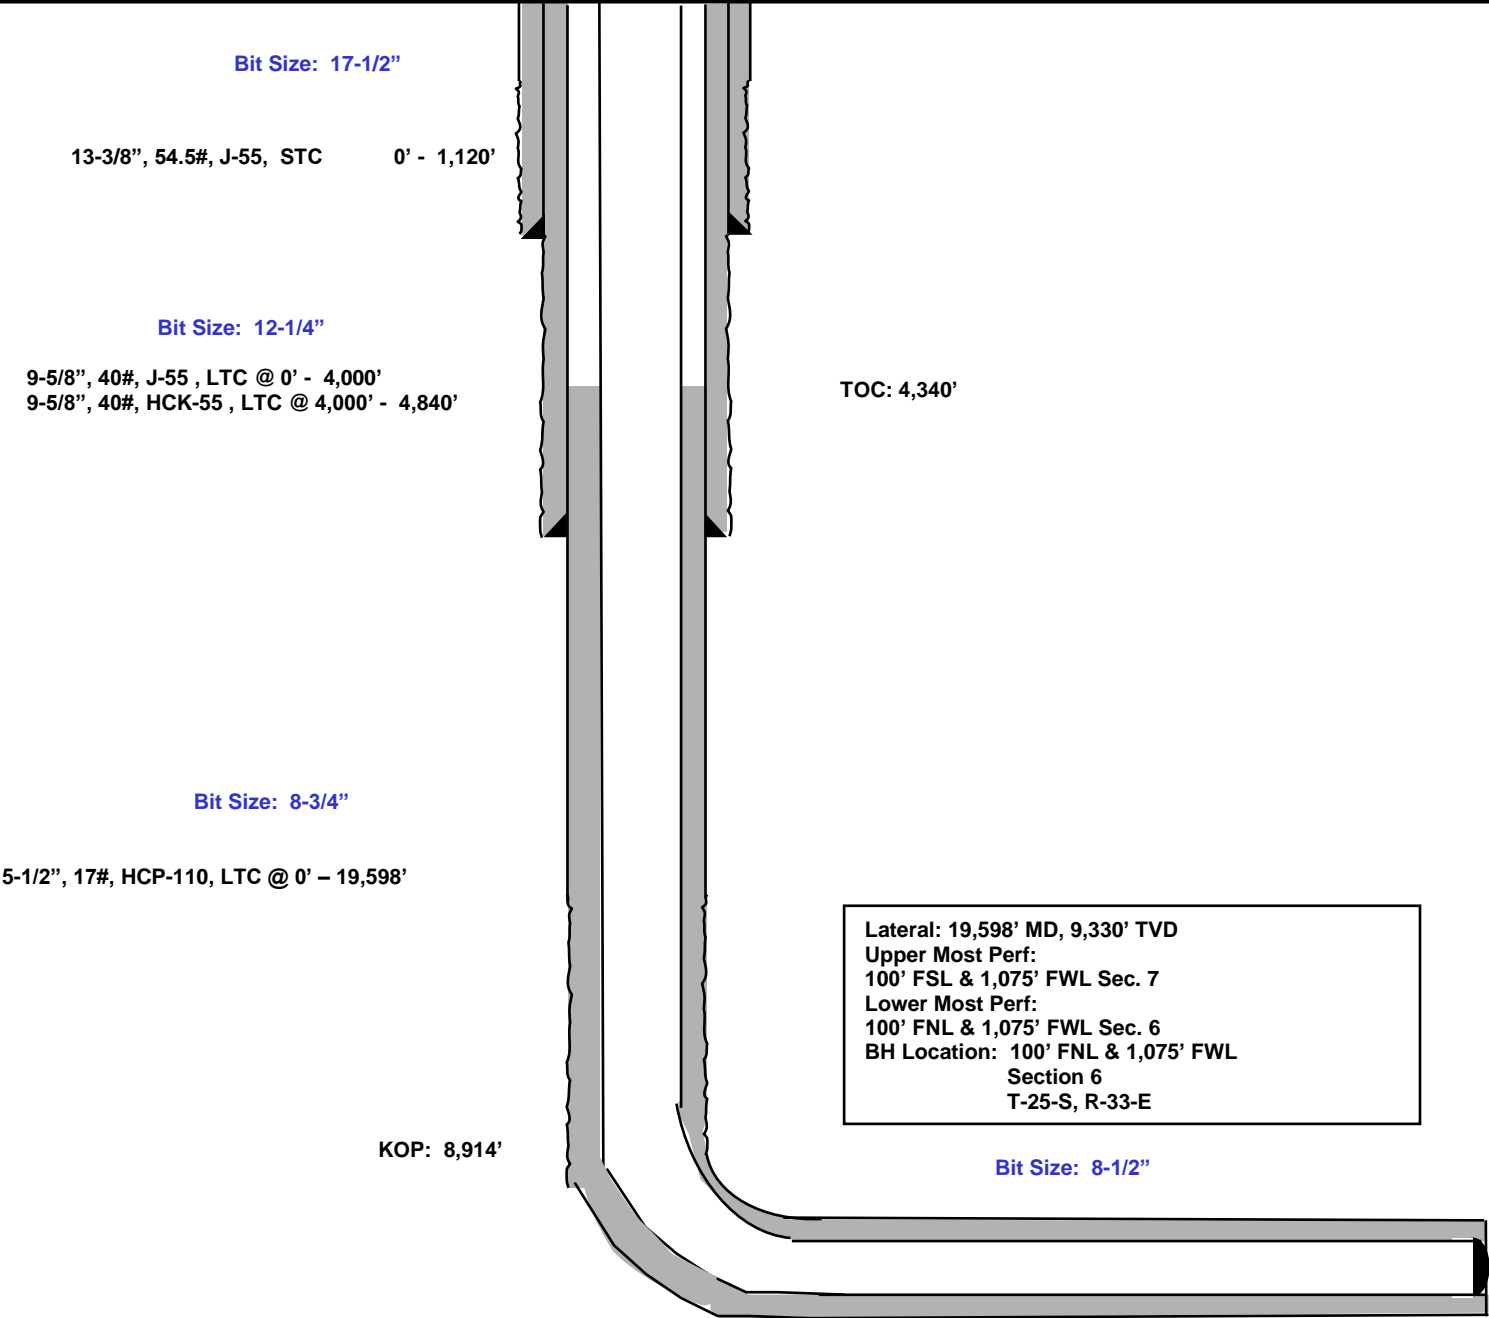 Bit Size: 17-1/2”
13-3/8”, 54.5#, J-55, STC 0’ - 1,120’
Bit Size: 12-1/4”
9-5/8”, 40#, J-55 , LTC @ 0’ - 4,000’
9-5/8”, 40#, HCK-55 , LTC @ 4,000’ - 4,840’
TOC: 4,340’
Bit Size: 8-3/4”
5-1/2”, 17#, HCP-110, LTC @ 0’ – 19,598’
Lateral: 19,598’ MD, 9,330’ TVD
Upper Most Perf:
100’ FSL & 1,075’ FWL Sec. 7
Lower Most Perf:
100’ FNL & 1,075’ FWL Sec. 6
BH Location: 100’ FNL & 1,075’ FWL
Section 6
T-25-S, R-33-E
KOP: 8,914’
Bit Size: 8-1/2”